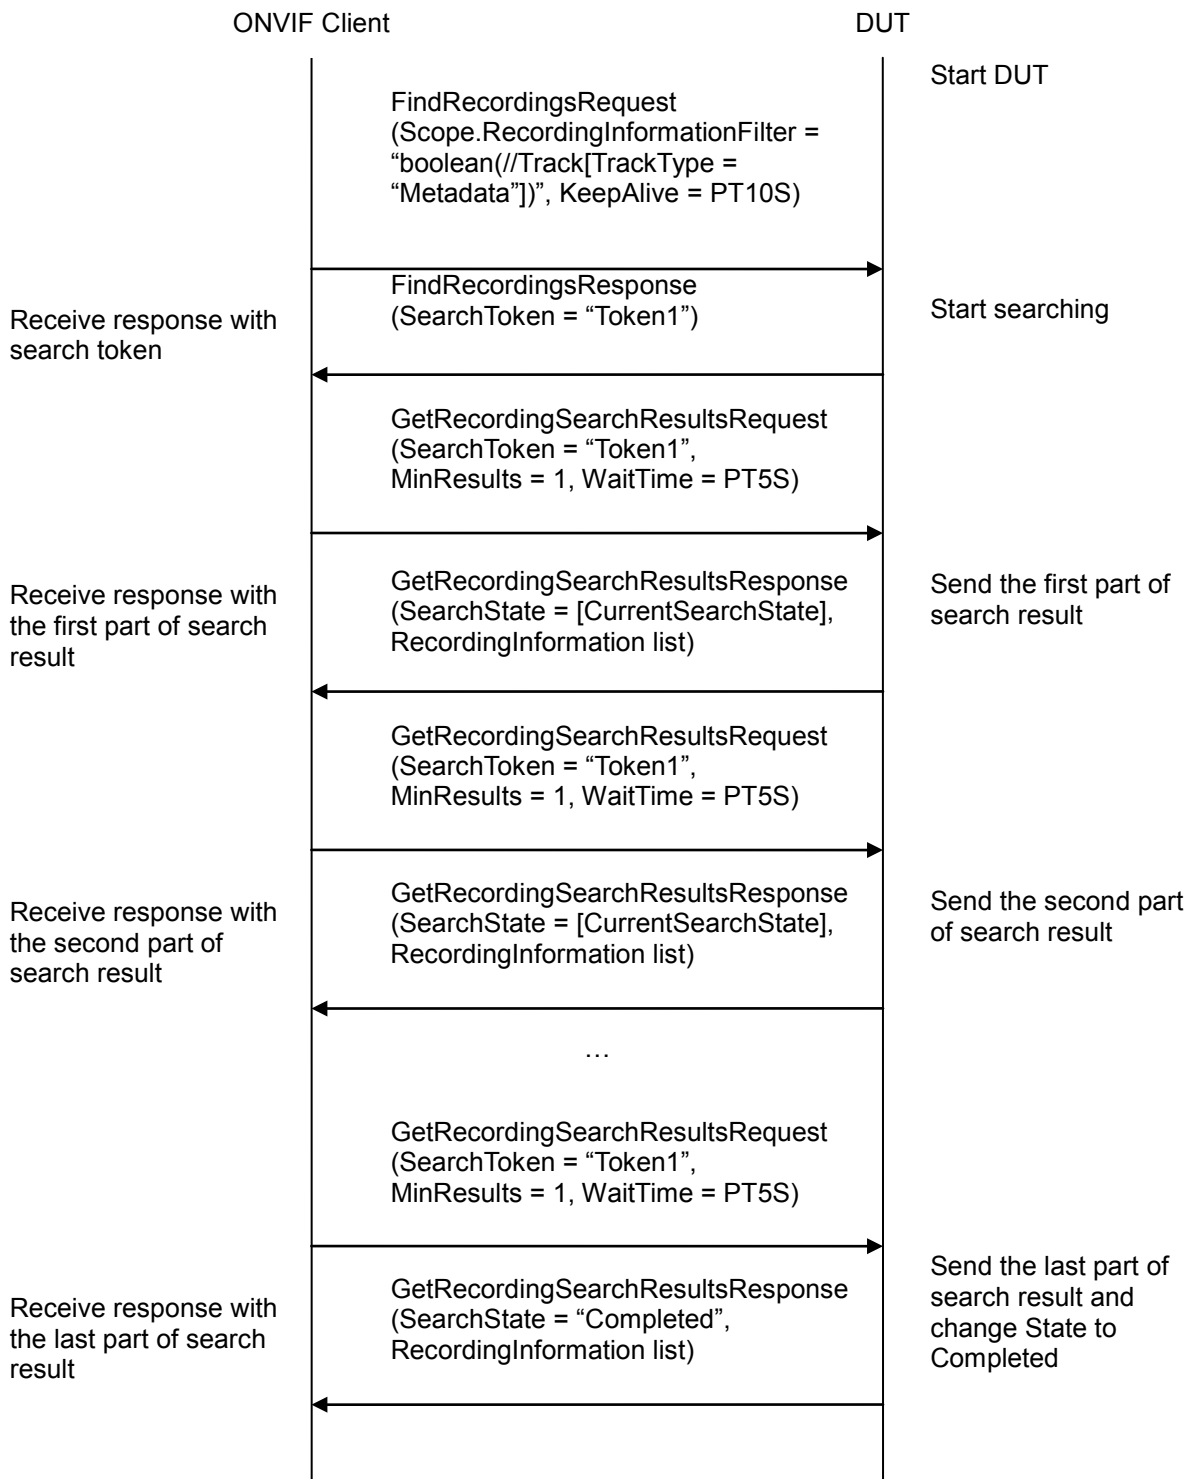 ONVIF Client
DUT
Start DUT
FindRecordingsRequest
(Scope.RecordingInformationFilter =
“boolean(//Track[TrackType =
“Metadata”])”, KeepAlive = PT10S)
FindRecordingsResponse
(SearchToken = “Token1”)
Start searching
Receive response with
search token
GetRecordingSearchResultsRequest
(SearchToken = “Token1”,
MinResults = 1, WaitTime = PT5S)
GetRecordingSearchResultsResponse
(SearchState = [CurrentSearchState],
RecordingInformation list)
Send the first part of
search result
Receive response with
the first part of search
result
GetRecordingSearchResultsRequest
(SearchToken = “Token1”,
MinResults = 1, WaitTime = PT5S)
GetRecordingSearchResultsResponse
(SearchState = [CurrentSearchState],
RecordingInformation list)
Send the second part
of search result
Receive response with
the second part of
search result
…
GetRecordingSearchResultsRequest
(SearchToken = “Token1”,
MinResults = 1, WaitTime = PT5S)
GetRecordingSearchResultsResponse
(SearchState = “Completed”,
RecordingInformation list)
Send the last part of
search result and
change State to
Completed
Receive response with
the last part of search
result